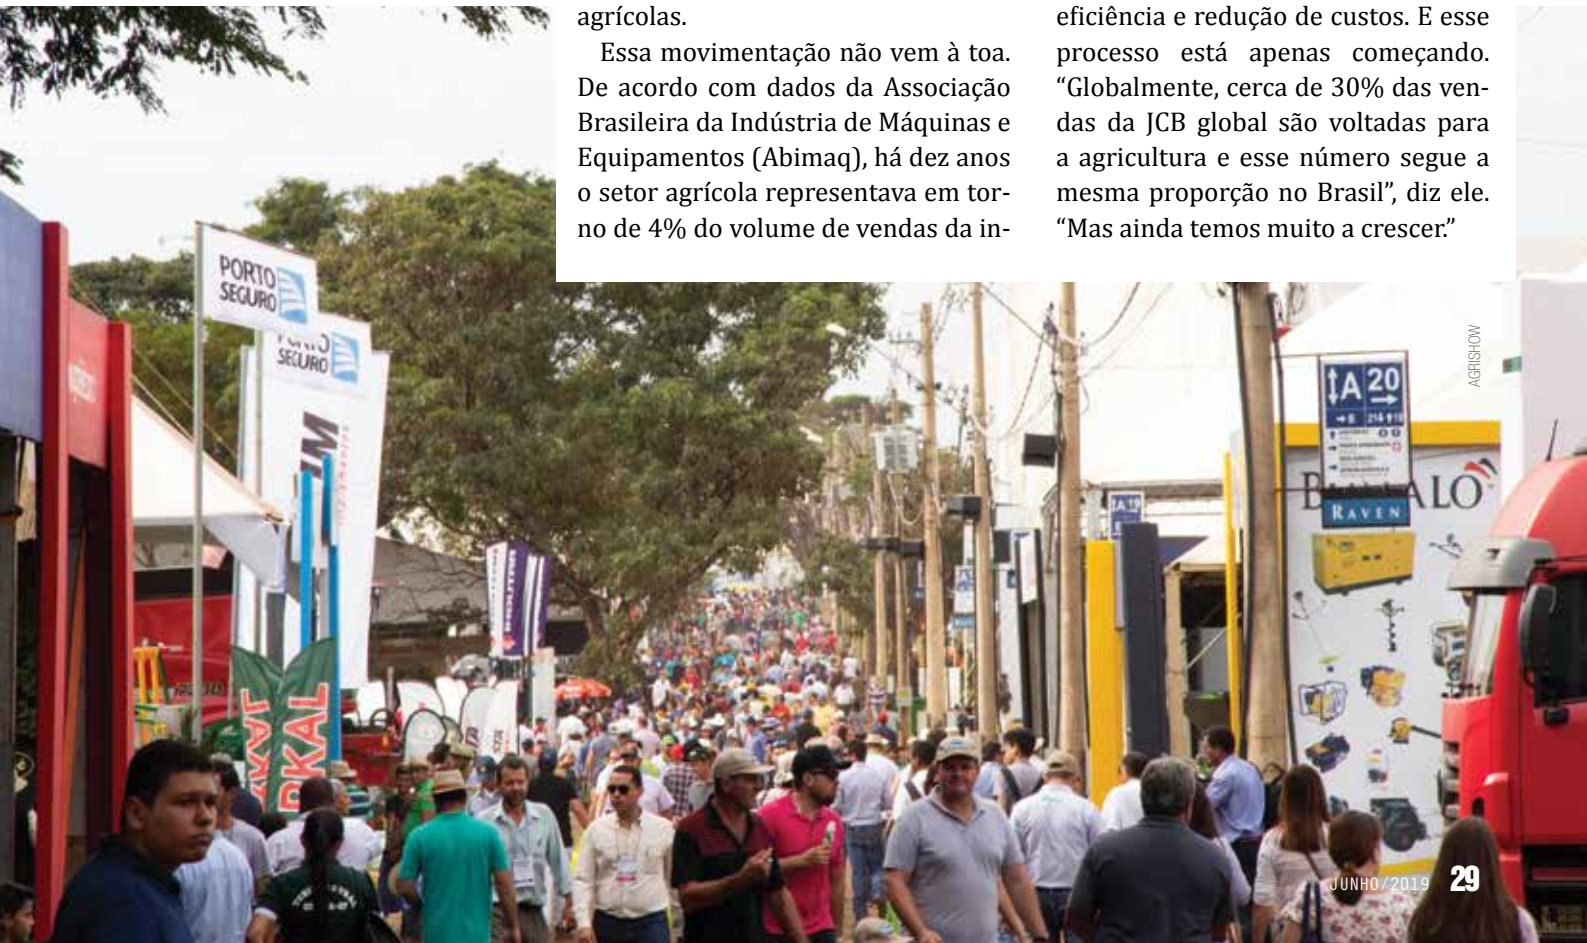 agrícolas.
Essa movimentação não vem à toa.
De acordo com dados da Associação
Brasileira da Indústria de Máquinas e
Equipamentos (Abimaq), há dez anos
o setor agrícola representava em tor-
no de 4% do volume de vendas da in-
eficiência e redução de custos. E esse
processo está apenas começando.
“Globalmente, cerca de 30% das ven-
das da JCB global são voltadas para
a agricultura e esse número segue a
mesma proporção no Brasil”, diz ele.
“Mas ainda temos muito a crescer.”
AGRISHOW
PORTO
SEGURO
PORTO
SEGURO
A 20
RAVEN
A 19
JUNHO/2019 29